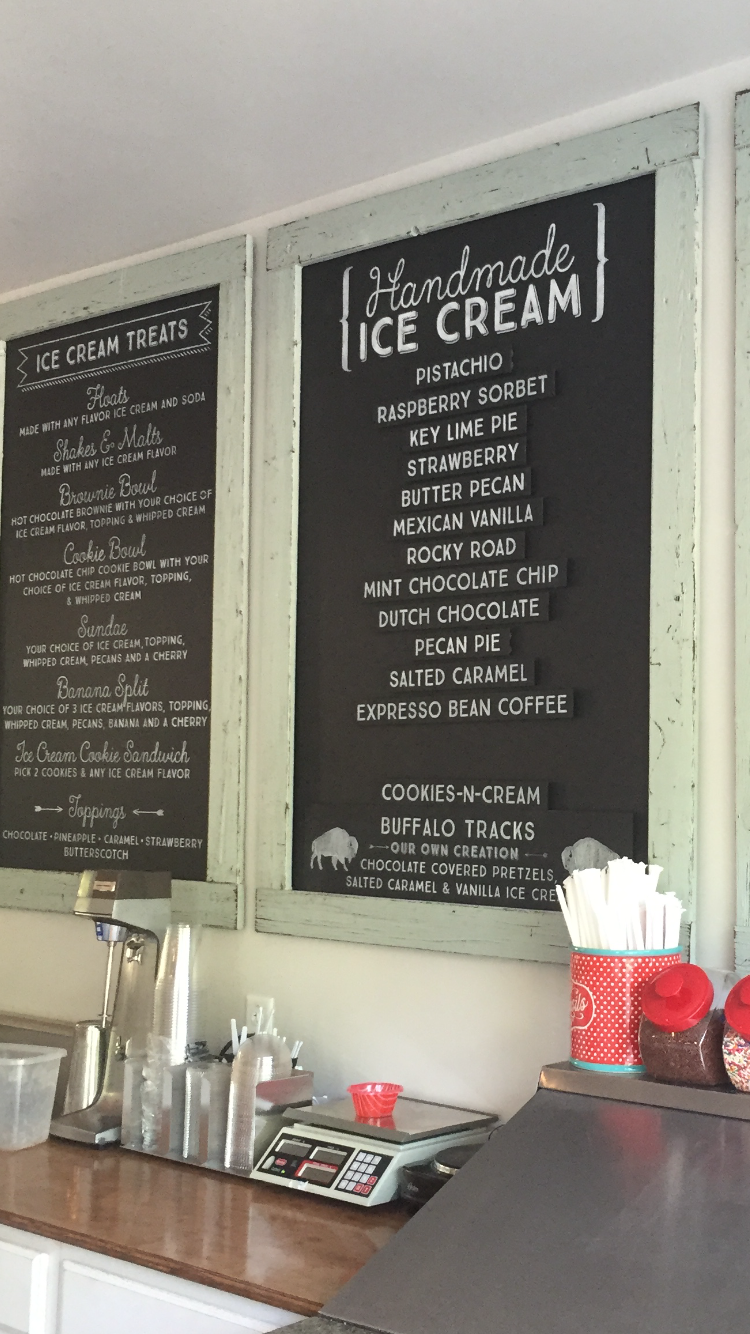 ICE CREAM TREATS
Floats
MADE WITH ANY FLAVOR ICE CREAM AND SODA
Shakes & Malts
MADE WITH ANY ICE CREAM FLAVOR
Brownie Bowl
HOT CHOCOLATE BROWNIE WITH YOUR CHOICE OF
ICE CREAM FLAVOR, TOPPING & WHIPPED CREAM
Cookie Bowl
HOT CHOCOLATE CHIP COOKIE BOWL WITH YOUR
CHOICE OF ICE CREAM FLAVOR, TOPPING,
& WHIPPED CREAM
Sundae
YOUR CHOICE OF ICE CREAM, TOPPING,
WHIPPED CREAM, PECANS AND A CHERRY
Banana Split
YOUR CHOICE OF 3 ICE CREAM FLAVORS, TOPPING,
WHIPPED CREAM, PECANS, BANANA AND A CHERRY
Ice Cream Cookie Sandwich
PICK 2 COOKIES & ANY ICE CREAM FLAVOR
Toppings
CHOCOLATE • PINEAPPLE • CARAMEL • STRAWBERRY
BUTTERSCOTCH
{Handmade
ICE CREAM}
PISTACHIO
RASPBERRY SORBET
KEY LIME PIE
STRAWBERRY
BUTTER PECAN
MEXICAN VANILLA
ROCKY ROAD
MINT CHOCOLATE CHIP
DUTCH CHOCOLATE
PECAN PIE
SALTED CARAMEL
EXPRESSO BEAN COFFEE
COOKIES-N-CREAM
BUFFALO TRACKS
OUR OWN CREATION
CHOCOLATE COVERED PRETZELS,
SALTED CARAMEL & VANILLA ICE CRE